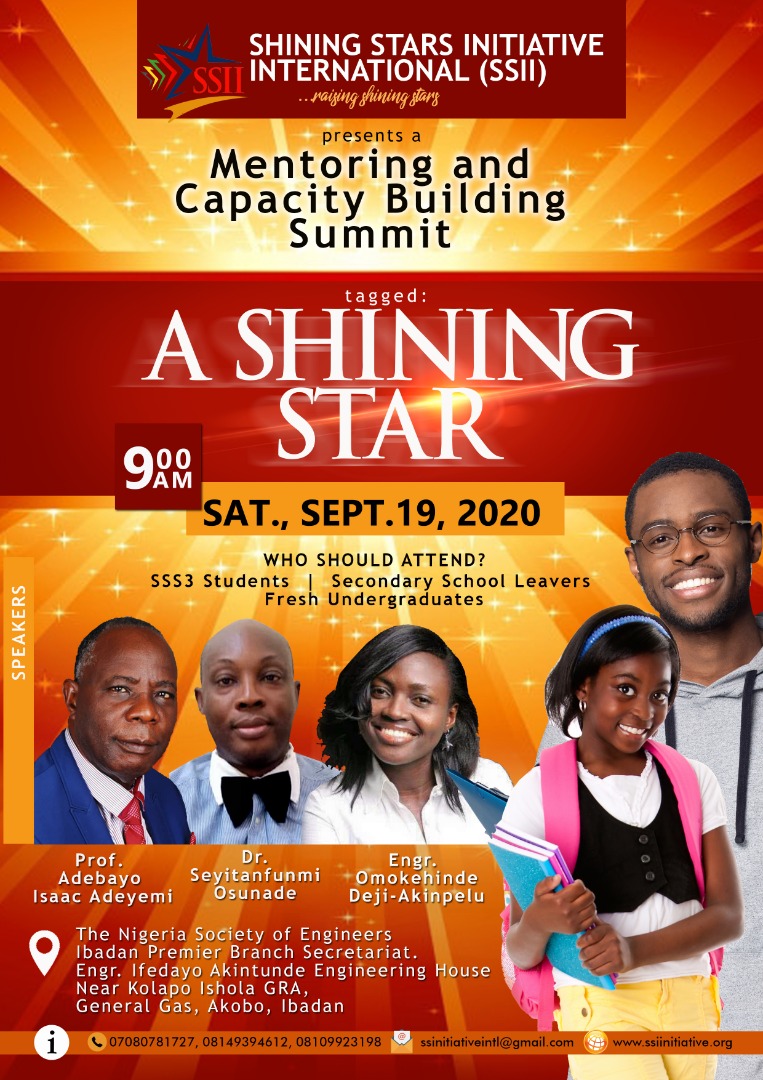 SSII
SHINING STARS INITIATIVE
INTERNATIONAL (SSII)
...raising shining stars
presents a
Mentoring and
Capacity Building
Summit
tagged:
A SHINING
STAR
9 00 AM
SAT., SEPT.19, 2020
WHO SHOULD ATTEND?
SSS3 Students | Secondary School Leavers
Fresh Undergraduates
SPEAKERS
Prof.
Adebayo
Isaac Adeyemi
Dr.
Seyitanfunmi
Osunade
Engr.
Omokehinde
Deji-Akinpelu
The Nigeria Society of Engineers
Ibadan Premier Branch Secretariat.
Engr. Ifedayo Akintunde Engineering House
Near Kolapo Ishola GRA,
General Gas, Akobo, Ibadan
i 07080781727, 08149394612, 08109923198 ssinitiativeintl@gmail.com www.ssiinitiative.org